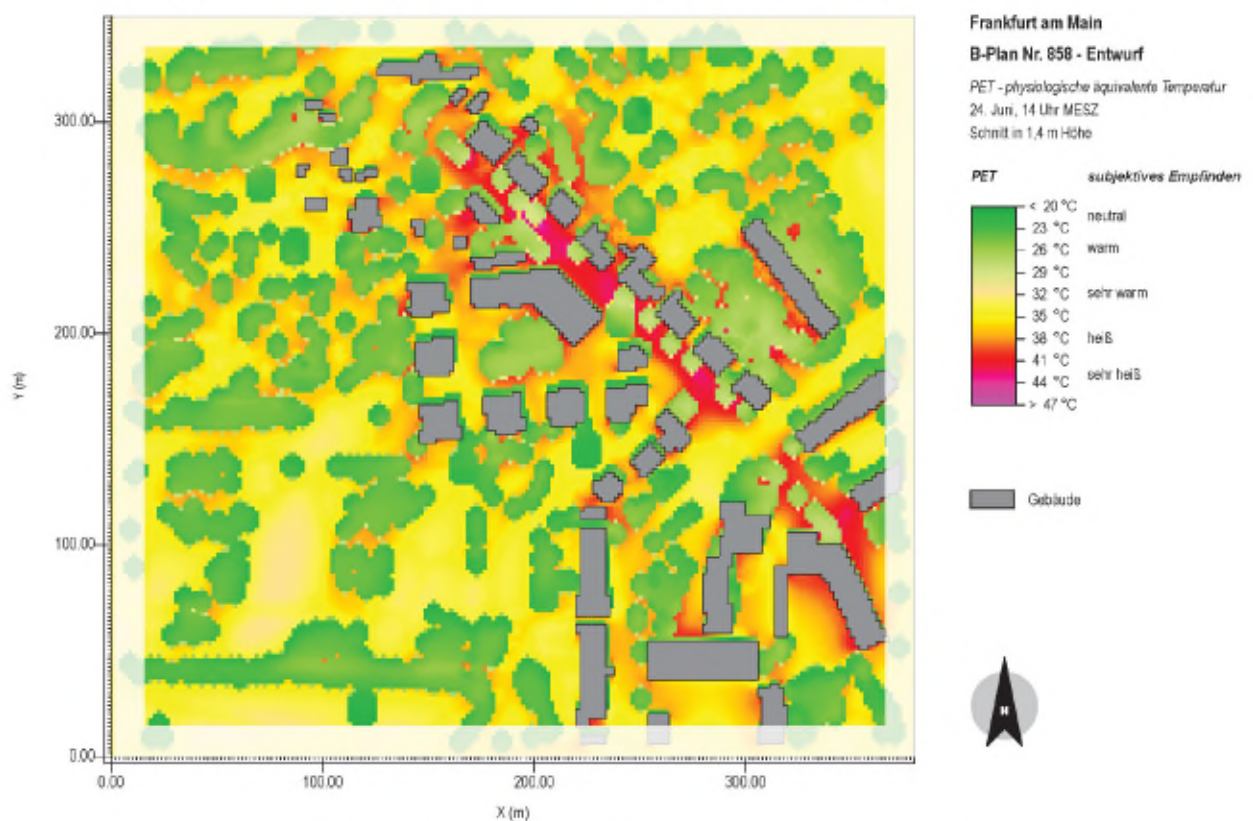 Frankfurt am Main
B-Plan Nr. 858 - Entwurf
PET - physiologische äquivalente Temperatur
24. Juni, 14 Uhr MESZ
Schnitt in 1,4 m Höhe
PET subjektives Empfinden
< 20 °C
neutral
23 °C
26 °C warm
29 °C
32 °C sehr warm
35 °C
38 °C heiß
41 °C
44 °C sehr heiß
> 47 °C
Gebäude
N
300.00
200.00
100.00
0.00
Y (m)
0.00 100.00 200.00 300.00
X (m)